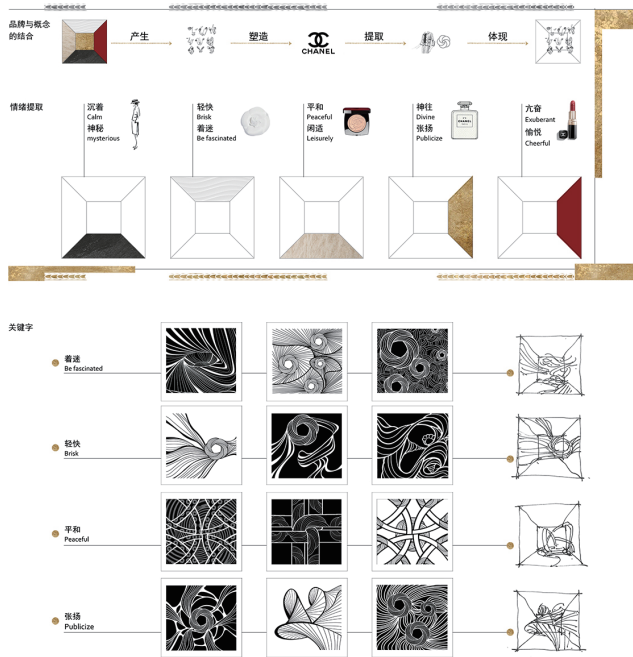 品牌与概念
的结合
产生
塑造
CHANEL
提取
体现
情绪提取
沉着
Calm
神秘
mysterious
轻快
Brisk
着迷
Be fascinated
平和
Peaceful
闲适
Leisurely
神往
Divine
张扬
Publicize
CHANEL
亢奋
Exuberant
愉悦
Cheerful
关键字
着迷
Be fascinated
轻快
Brisk
平和
Peaceful
张扬
Publicize